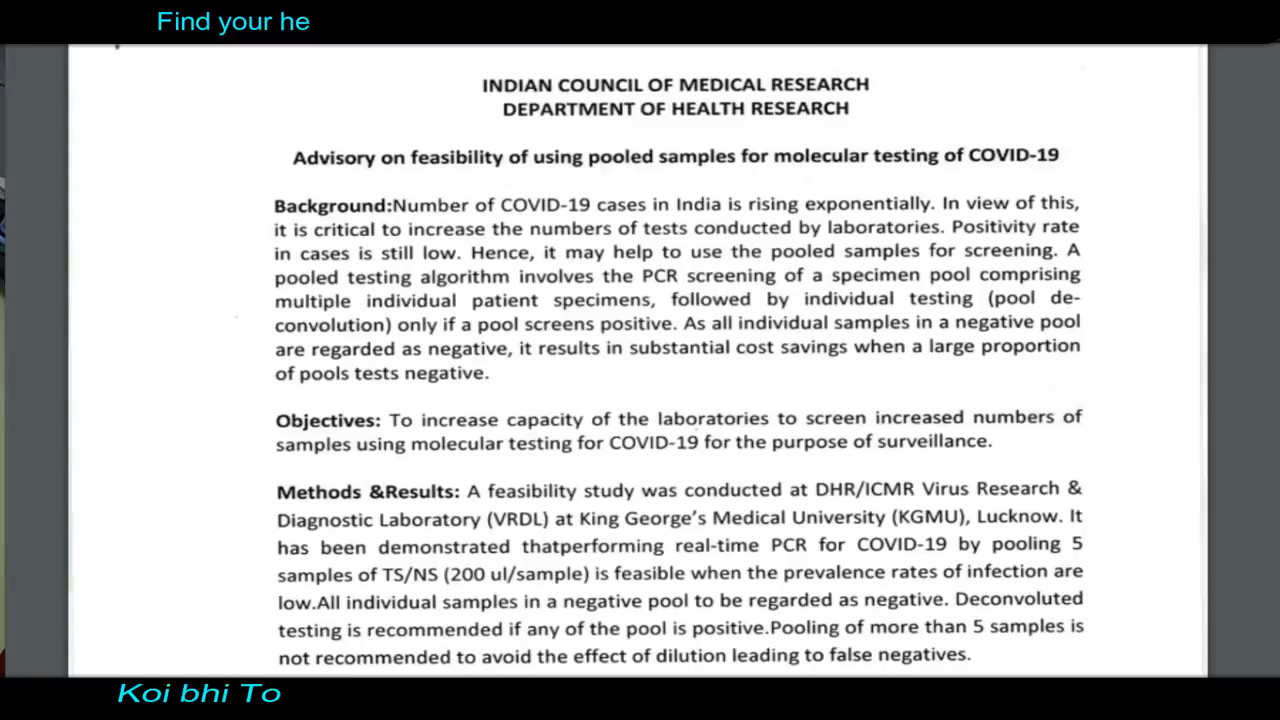 Find your he
INDIAN COUNCIL OF MEDICAL RESEARCH
DEPARTMENT OF HEALTH RESEARCH
Advisory on feasibility of using pooled samples for molecular testing of COVID-19
Background:Number of COVID-19 cases in India is rising exponentially. In view of this,
it is critical to increase the numbers of tests conducted by laboratories. Positivity rate
in cases is still low. Hence, it may help to use the pooled samples for screening. A
pooled testing algorithm involves the PCR screening of a specimen pool comprising
multiple individual patient specimens, followed by individual testing (pool de-
convolution) only if a pool screens positive. As all individual samples in a negative pool
are regarded as negative, it results in substantial cost savings when a large proportion
of pools tests negative.
Objectives: To increase capacity of the laboratories to screen increased numbers of
samples using molecular testing for COVID-19 for the purpose of surveillance.
Methods &Results: A feasibility study was conducted at DHR/ICMR Virus Research &
Diagnostic Laboratory (VRDL) at King George's Medical University (KGMU), Lucknow. It
has been demonstrated thatperforming real-time PCR for COVID-19 by pooling 5
samples of TS/NS (200 ul/sample) is feasible when the prevalence rates of infection are
low.All individual samples in a negative pool to be regarded as negative. Deconvoluted
testing is recommended if any of the pool is positive.Pooling of more than 5 samples is
not recommended to avoid the effect of dilution leading to false negatives.
Koi bhi To